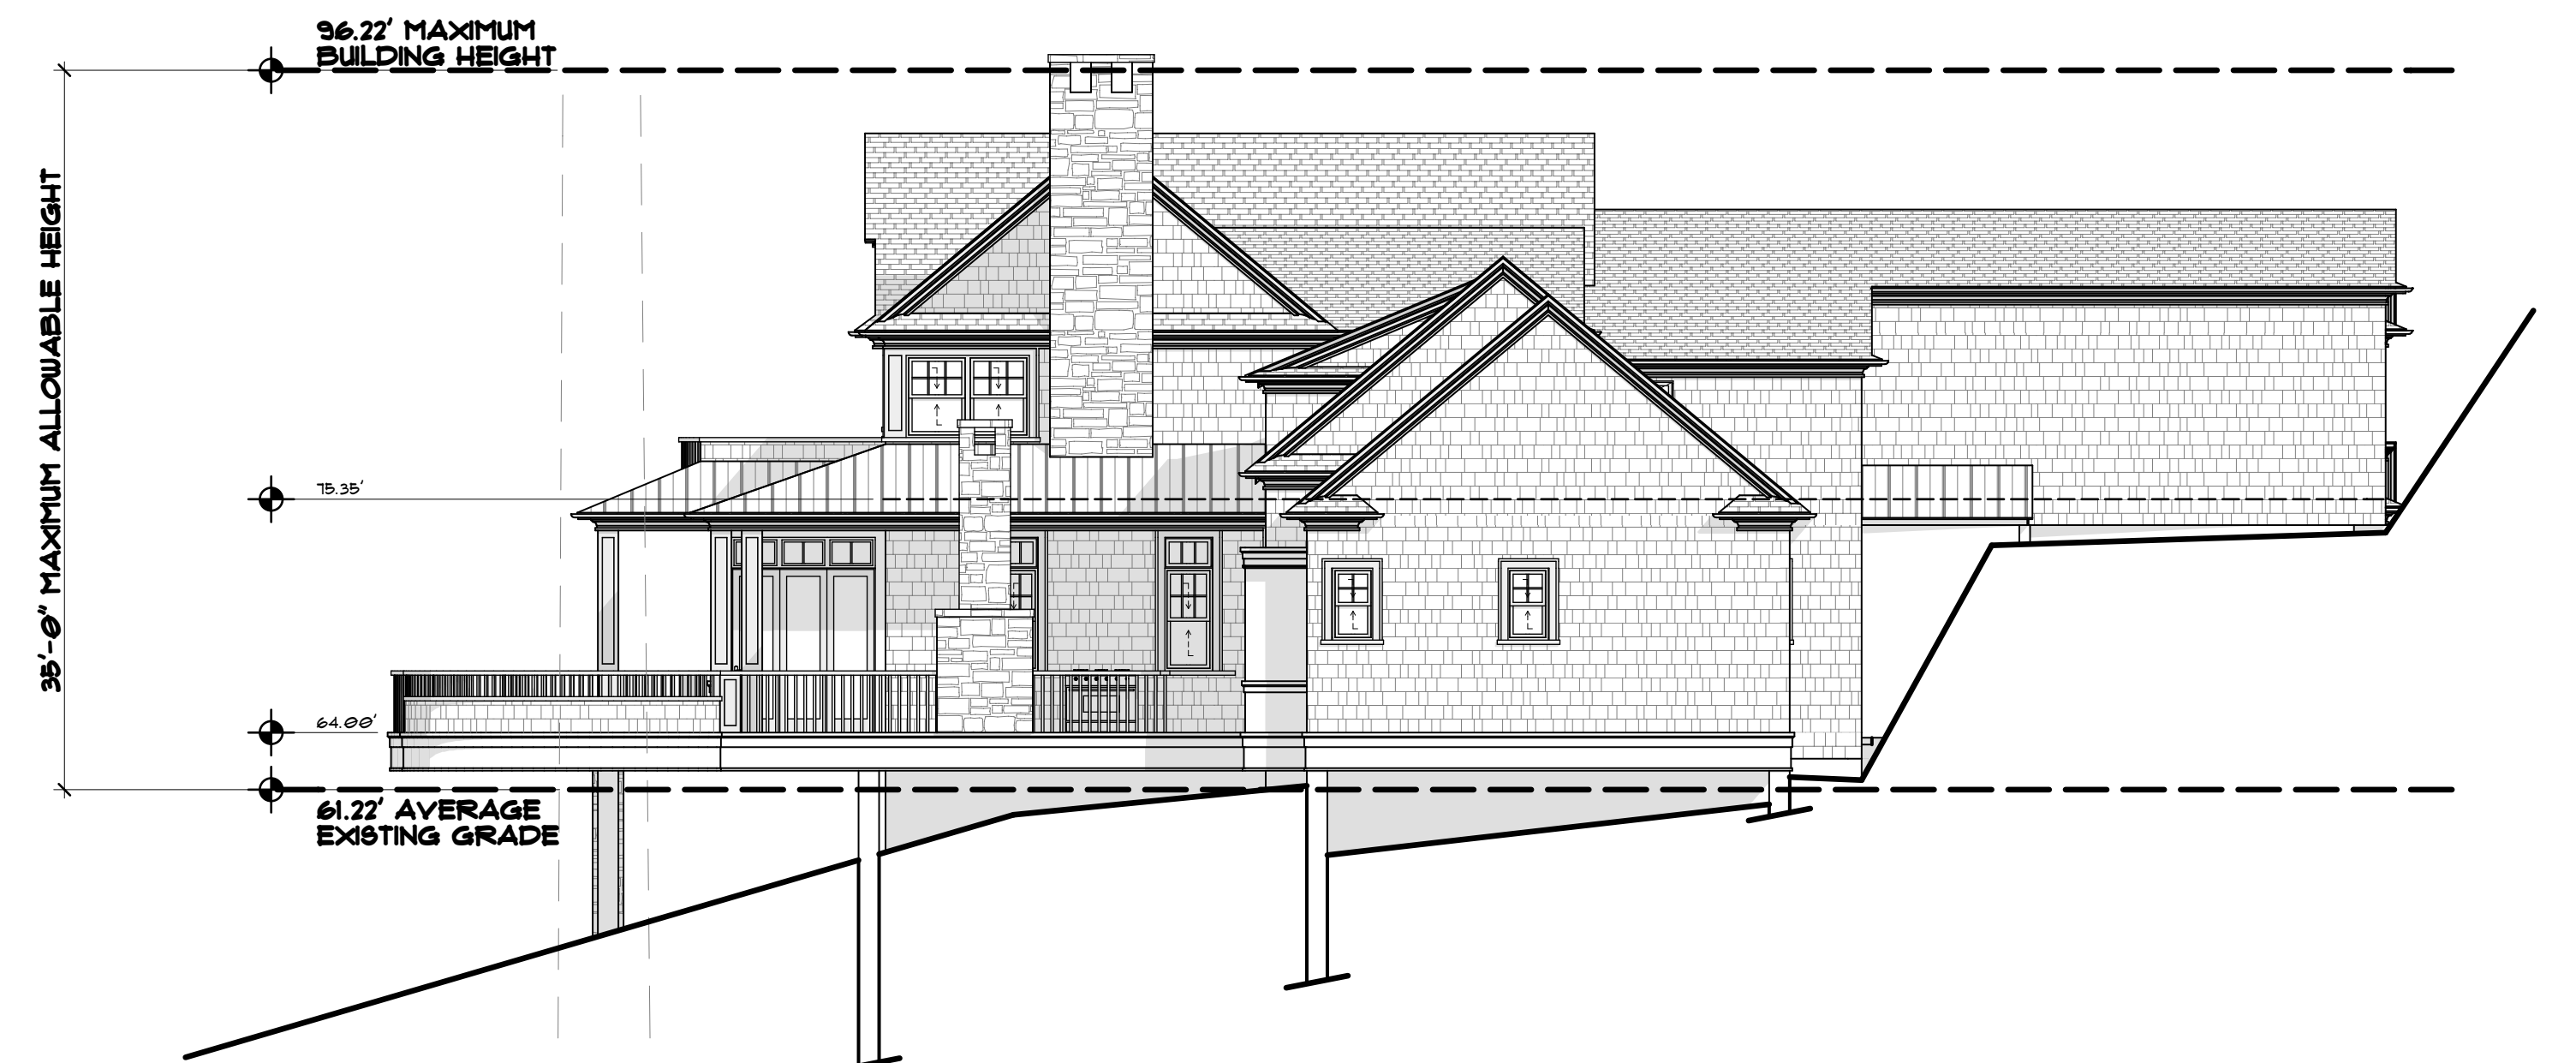 96.22' MAXIMUM
BUILDING HEIGHT
35'-0" MAXIMUM ALLOWABLE HEIGHT
75.35'
64.00'
61.22' AVERAGE
EXISTING GRADE